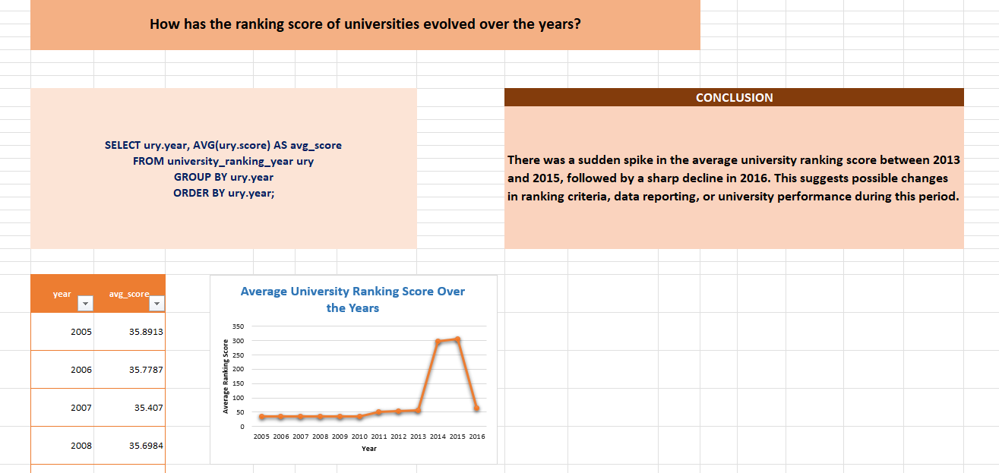 How has the ranking score of universities evolved over the years?
SELECT ury.year, AVG(ury.score) AS avg_score
FROM university_ranking_year ury
GROUP BY ury.year
ORDER BY ury.year;
CONCLUSION
There was a sudden spike in the average university ranking score between 2013
and 2015, followed by a sharp decline in 2016. This suggests possible changes
in ranking criteria, data reporting, or university performance during this period.
year avg_score
2005 35.8913
2006 35.7787
2007 35.407
2008 35.6984
Average University Ranking Score Over
the Years
Average Ranking Score
350
300
250
200
150
100
50
0
2005 2006 2007 2008 2009 2010 2011 2012 2013 2014 2015 2016
Year